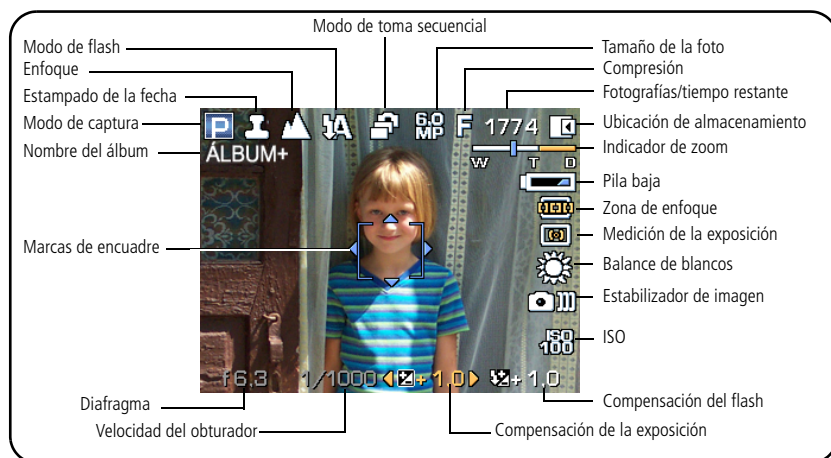 Modo de toma secuencial
Modo de flash
Enfoque
Estampado de la fecha
Modo de captura
Nombre del álbum
Marcas de encuadre
Tamaño de la foto
Compresión
Fotografías/tiempo restante
Ubicación de almacenamiento
Indicador de zoom
Pila baja
Zona de enfoque
Medición de la exposición
Balance de blancos
Estabilizador de imagen
ISO
P
A
6.0
MP
F
1774
ÁLBUM+
W T D
ISO
100
f 6.3 1/1000 + 1.0 + 1.0
Diafragma
Velocidad del obturador
Compensación de la exposición
Compensación del flash